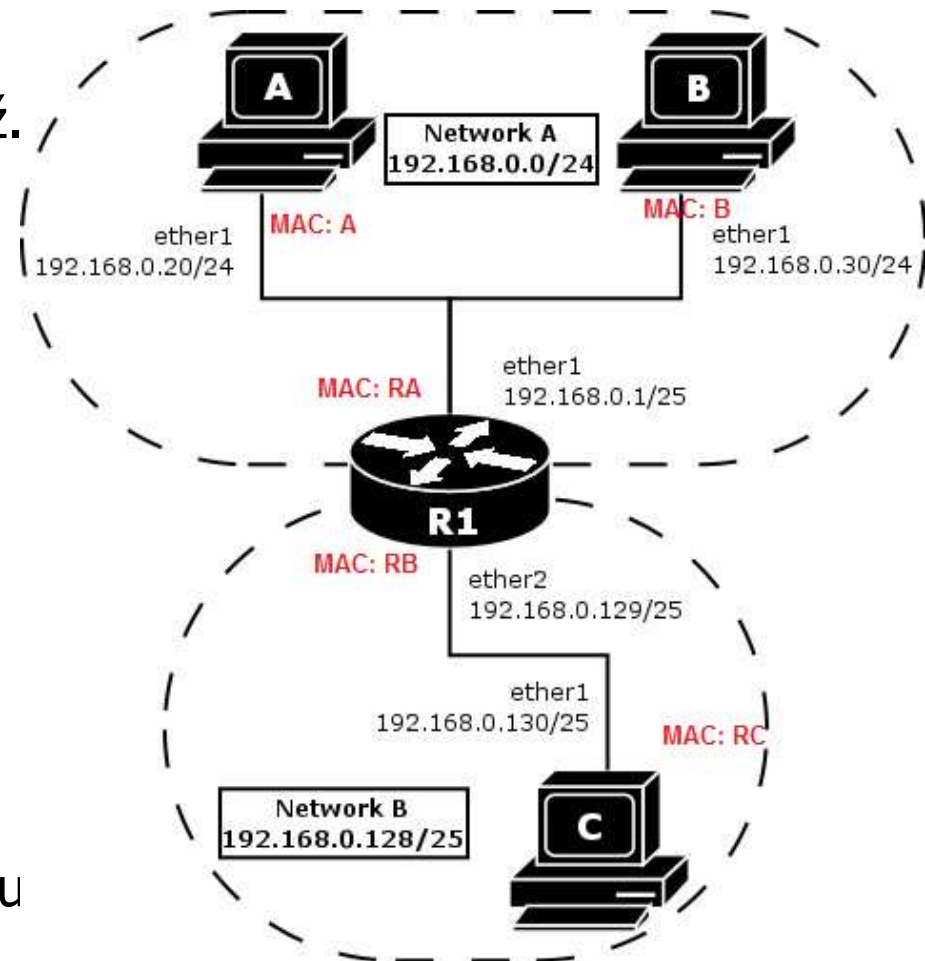 A
B
ź.
Network A
192.168.0.0/24
MAC: A
MAC: B
ether1
192.168.0.20/24
ether1
192.168.0.30/24
MAC: RA
ether1
192.168.0.1/25
R1
MAC: RB
ether2
192.168.0.129/25
ether1
192.168.0.130/25
MAC: RC
Network B
192.168.0.128/25
C
u